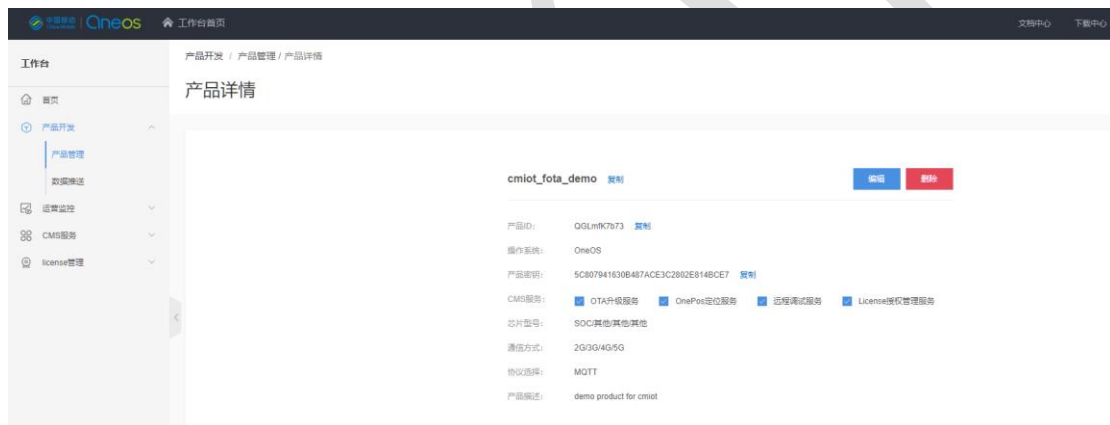 中国移动 China Mobile | OneOS 工作台首页 文档中心 下载中心
工作台
产品开发 / 产品管理 / 产品详情
产品详情
首页
产品开发
产品管理
数据推送
运营监控
CMS服务
license管理
cmiot_fota_demo 复制 编辑 删除
产品ID: QGLmfK7b73 复制
操作系统: OneOS
产品密钥: 5C807941630B487ACE3C2802E814BCE7 复制
CMS服务: OTA升级服务 OnePos定位服务 远程调试服务 License授权管理服务
芯片型号: SOC/其他/其他/其他
通信方式: 2G/3G/4G/5G
协议选择: MQTT
产品描述: demo product for cmiot